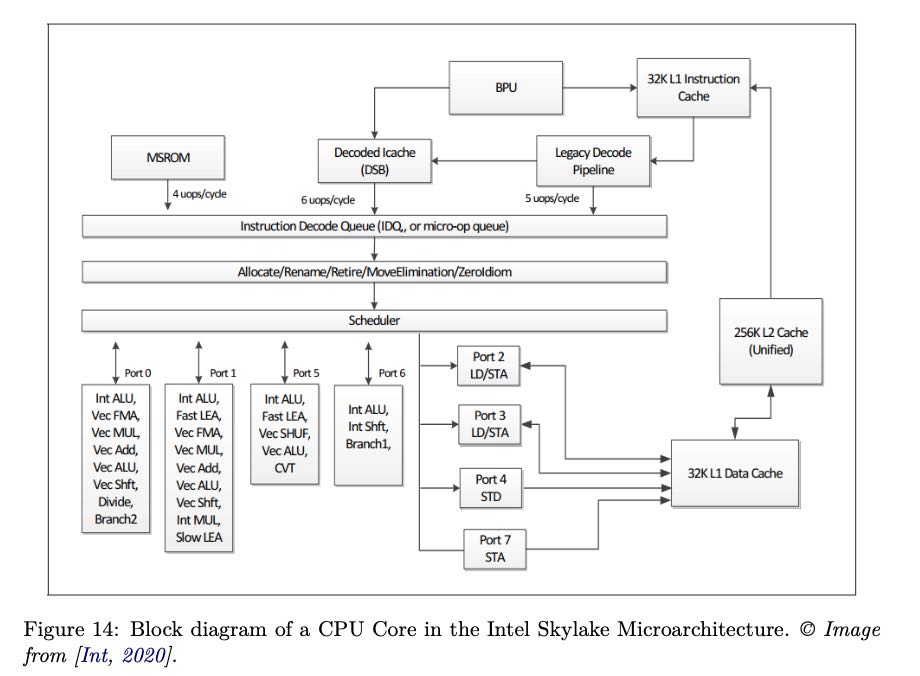 BPU
32K L1 Instruction
Cache
MSROM
Decoded Icache
(DSB)
Legacy Decode
Pipeline
4 uops/cycle
6 uops/cycle
5 uops/cycle
Instruction Decode Queue (IDQ,, or micro-op queue)
Allocate/Rename/Retire/MoveElimination/ZeroIdiom
Scheduler
256K L2 Cache
(Unified)
Port 0
Int ALU,
Vec FMA,
Vec MUL,
Vec Add,
Vec ALU,
Vec Shft,
Divide,
Branch2
Port 1
Int ALU,
Fast LEA,
Vec FMA,
Vec MUL,
Vec Add,
Vec ALU,
Vec Shft,
Int MUL,
Slow LEA
Port 5
Int ALU,
Fast LEA,
Vec SHUF,
Vec ALU,
CVT
Port 6
Int ALU,
Int Shft,
Branch1,
Port 2
LD/STA
Port 3
LD/STA
Port 4
STD
Port 7
STA
32K L1 Data Cache
Figure 14: Block diagram of a CPU Core in the Intel Skylake Microarchitecture. © Image
from [Int, 2020].